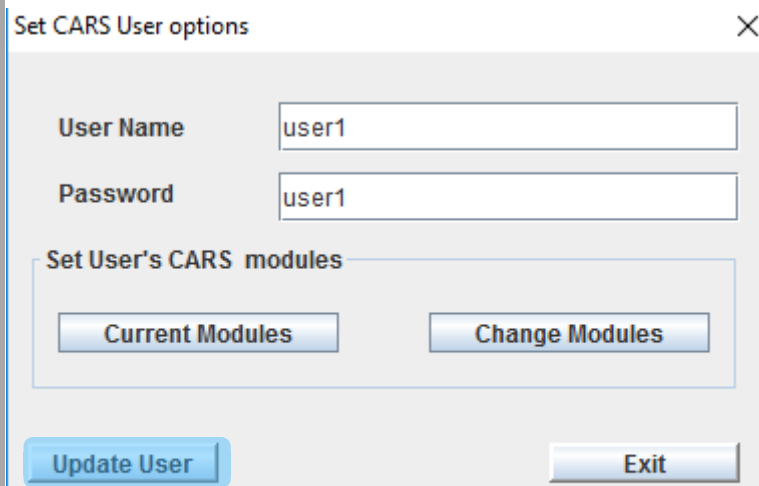 Set CARS User options
User Name user1
Password user1
Set User's CARS modules
Current Modules Change Modules
Update User Exit